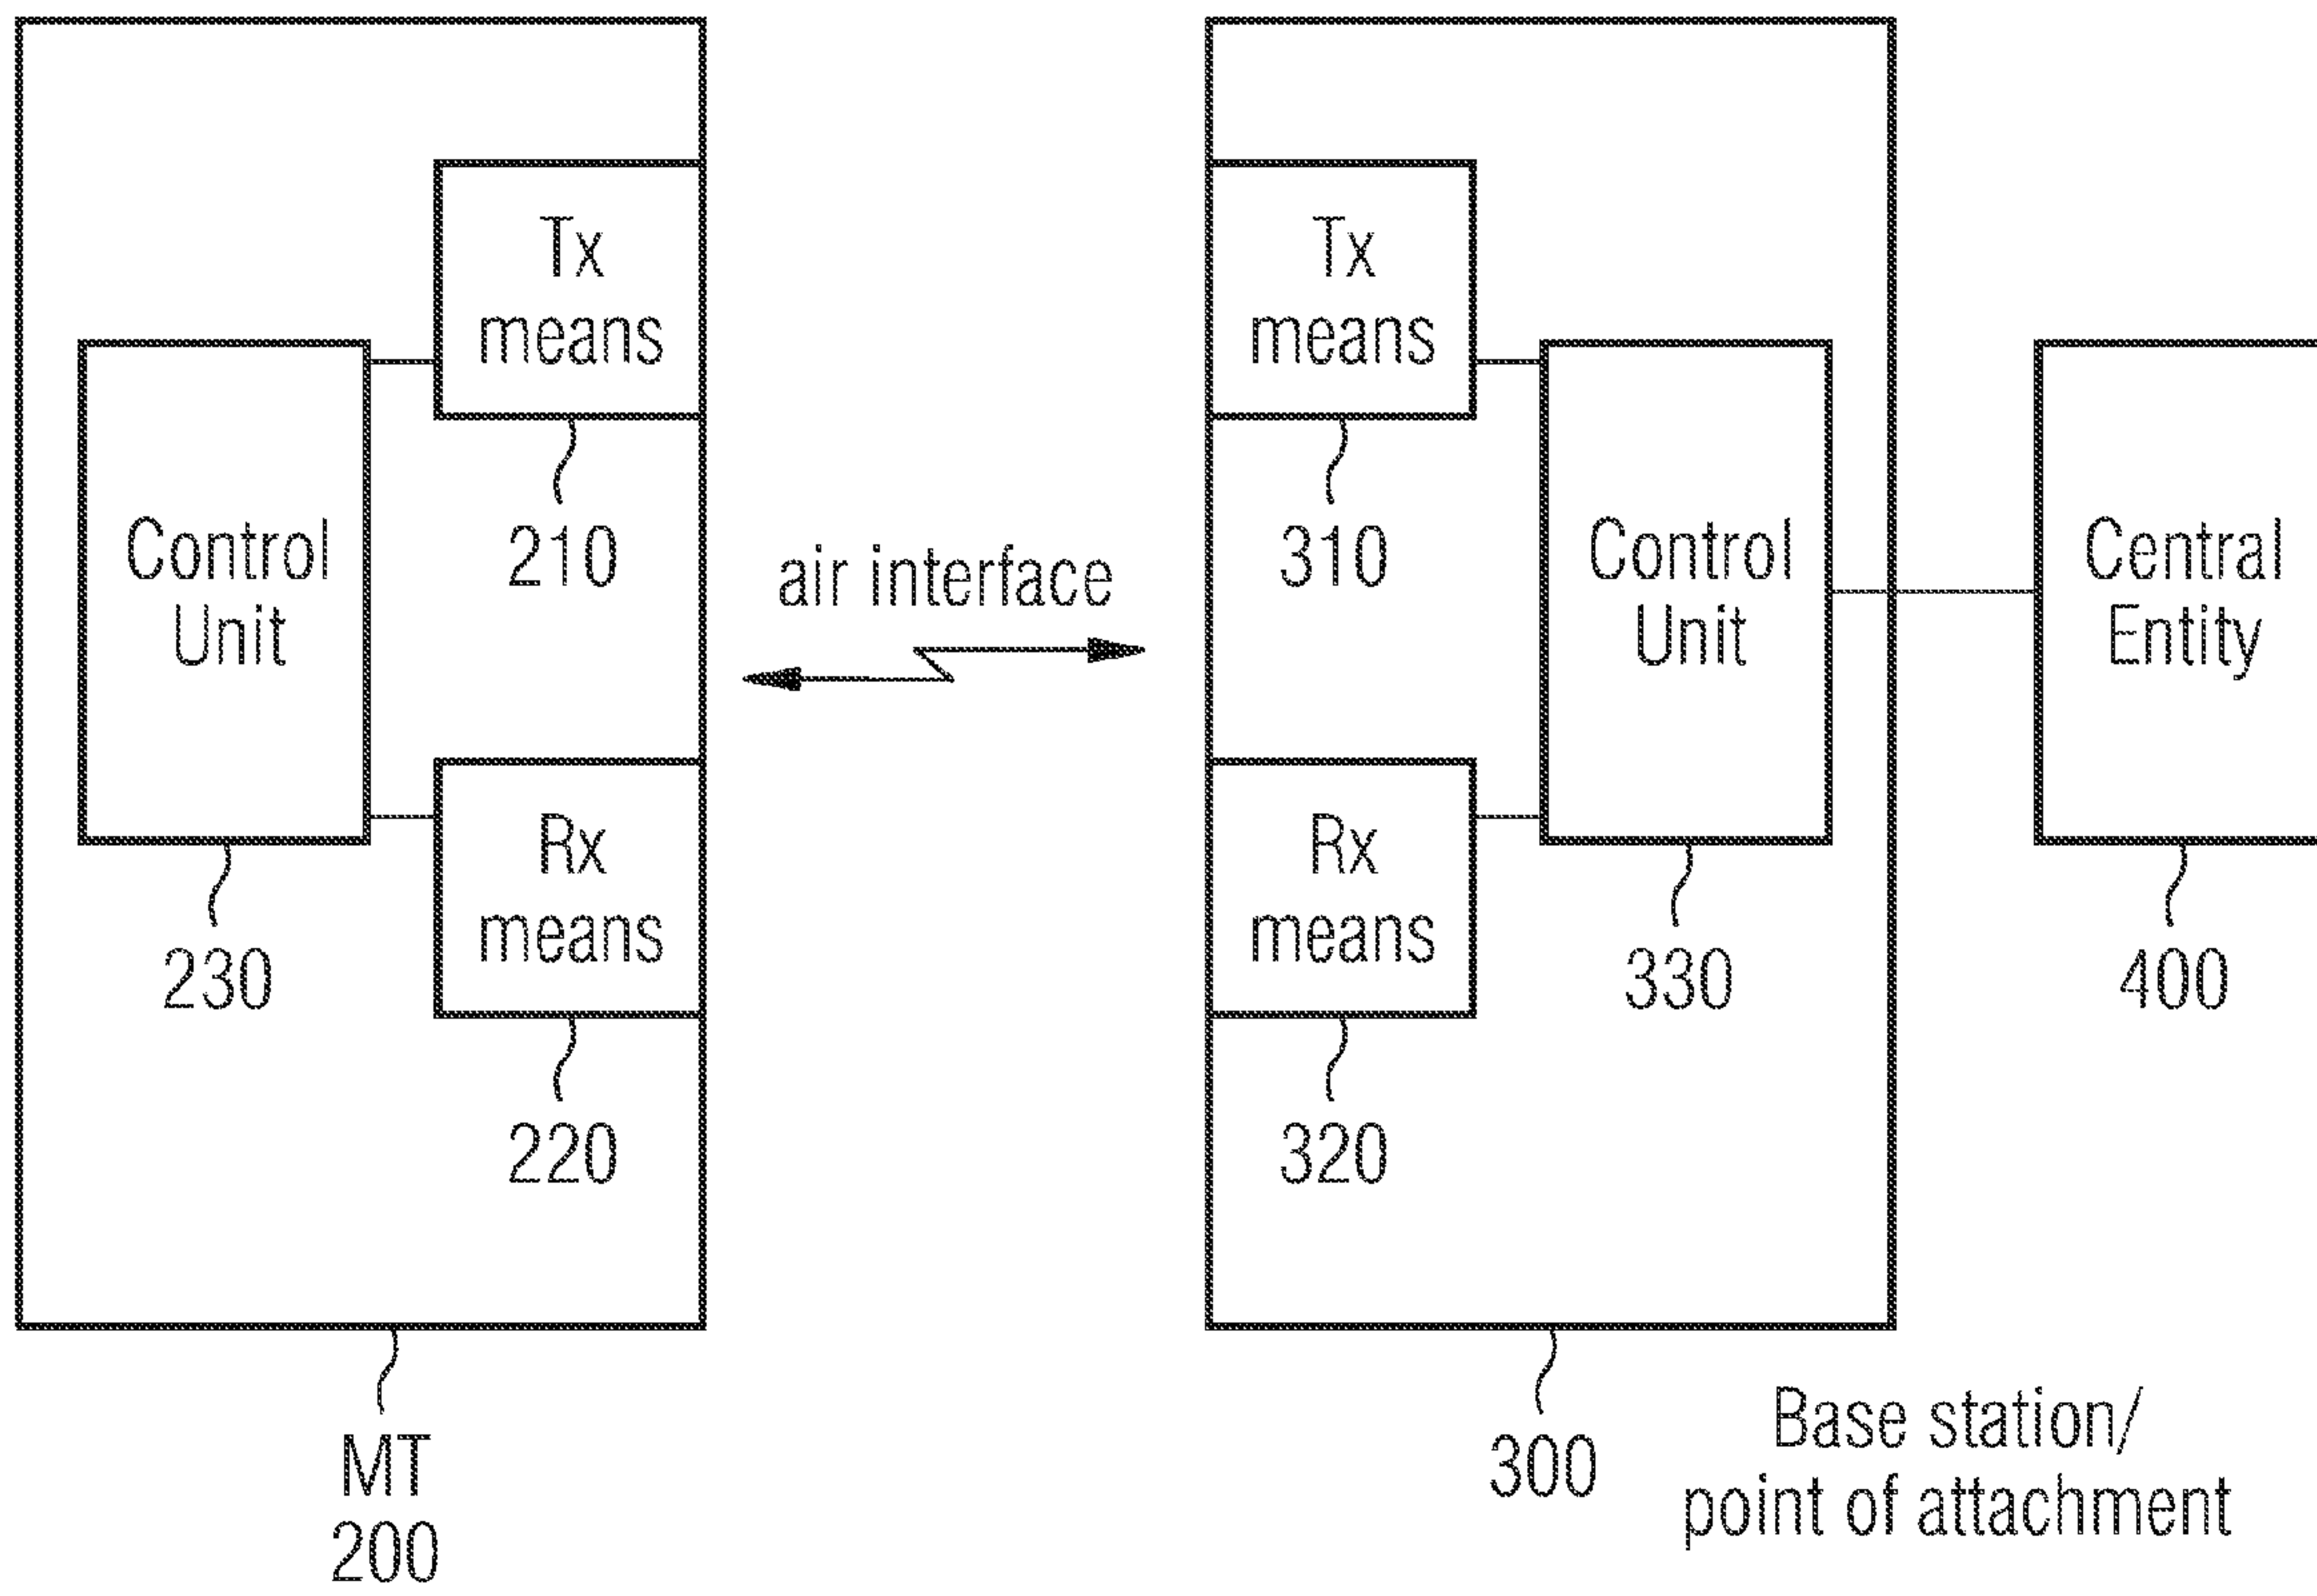 Tx
means
210
Control
Unit
230
Rx
means
220
MT
200
air interface
Tx
means
310
Control
Unit
330
Rx
means
320
300
Base station/
point of attachment
Central
Entity
400